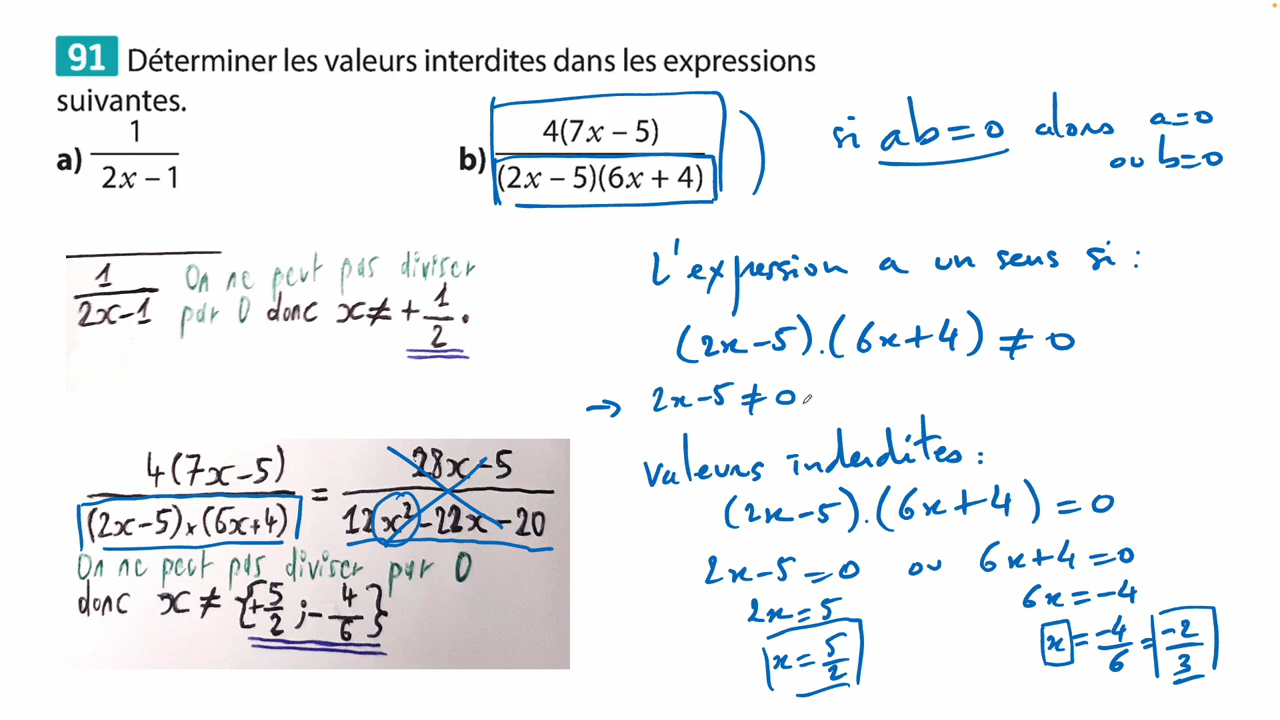 91 Déterminer les valeurs interdites dans les expressions
suivantes.
a) 1/(2x − 1)
b) 4(7x − 5)/((2x − 5)(6x + 4)) )
si ab=0 alors a=0
ou b=0
1/(2x-1) On ne peut pas diviser
par 0 donc x≠+1/2.
4(7x-5)/((2x-5)×(6x+4)) = (28x-5)/(12x²-22x-20)
On ne peut pas diviser par 0
donc x≠{+5/2;-4/6}
L'expression a un sens si :
(2x-5).(6x+4)≠0
→ 2x-5≠0
Valeurs interdites :
(2x-5).(6x+4)=0
2x-5=0 ou 6x+4=0
2x=5
x=5/2
6x=-4
x=-4/6=-2/3